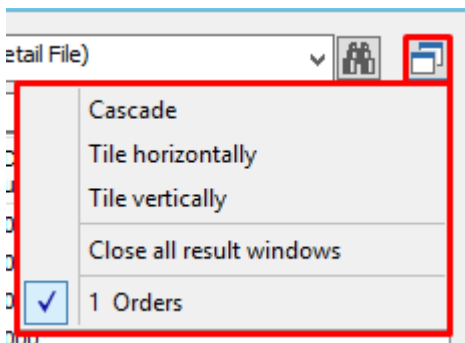 etail File)
Cascade
Tile horizontally
Tile vertically
Close all result windows
1 Orders